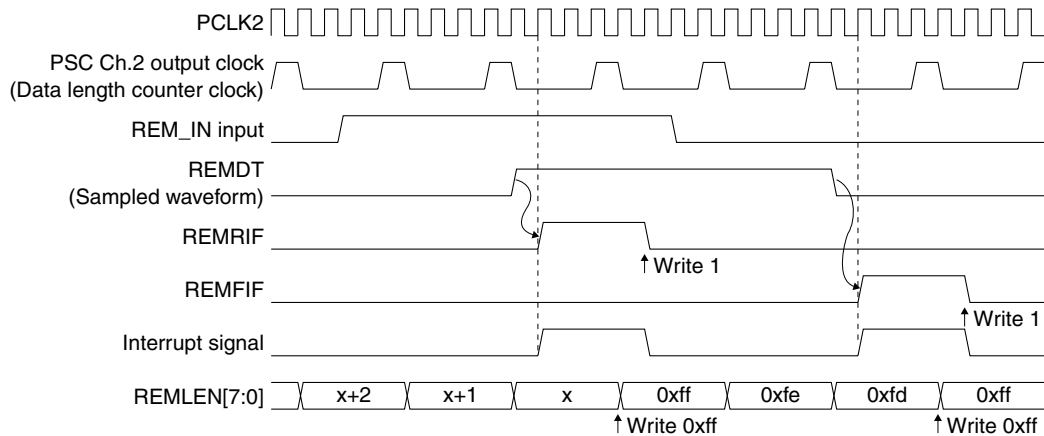 PCLK2
PSC Ch.2 output clock
(Data length counter clock)
REM_IN input
REMDT
(Sampled waveform)
REMRIF
↑ Write 1
REMFIF
↑ Write 1
Interrupt signal
REMLEN[7:0] x+2 x+1 x 0xff 0xfe 0xfd 0xff
↑ Write 0xff ↑ Write 0xff